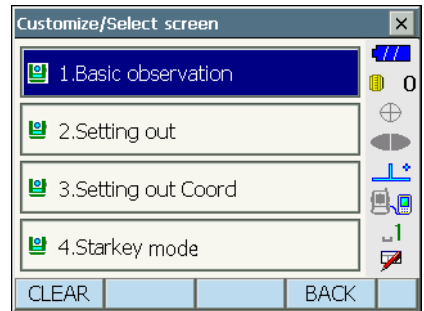 Customize/Select screen
1.Basic observation
0
2.Setting out
3.Setting out Coord
1
4.Starkey mode
CLEAR BACK